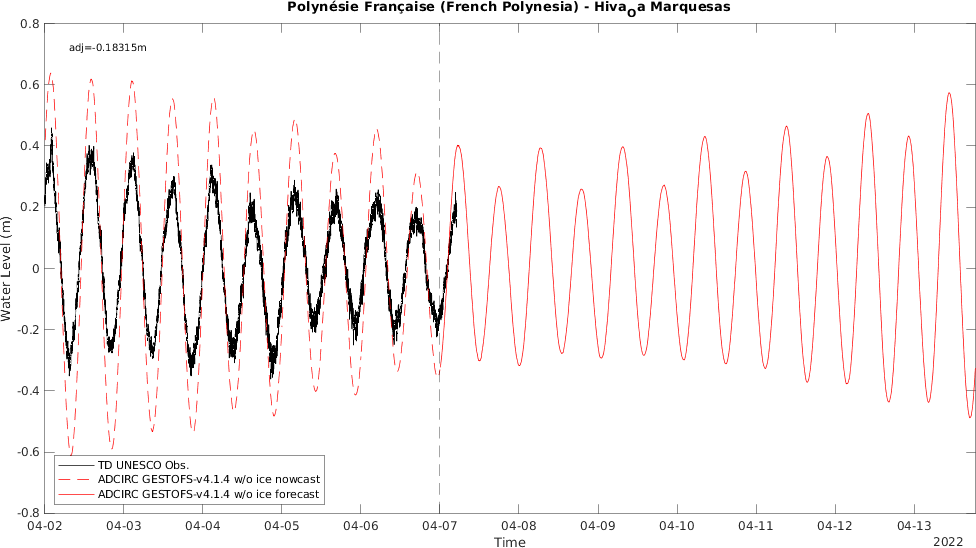 Polynésie Française (French Polynesia) - Hiva_Oa Marquesas
adj=-0.18315m
Water Level (m)
0.8
0.6
0.4
0.2
0
-0.2
-0.4
-0.6
-0.8
TD UNESCO Obs.
ADCIRC GESTOFS-v4.1.4 w/o ice nowcast
ADCIRC GESTOFS-v4.1.4 w/o ice forecast
04-02 04-03 04-04 04-05 04-06 04-07 04-08 04-09 04-10 04-11 04-12 04-13
Time
2022